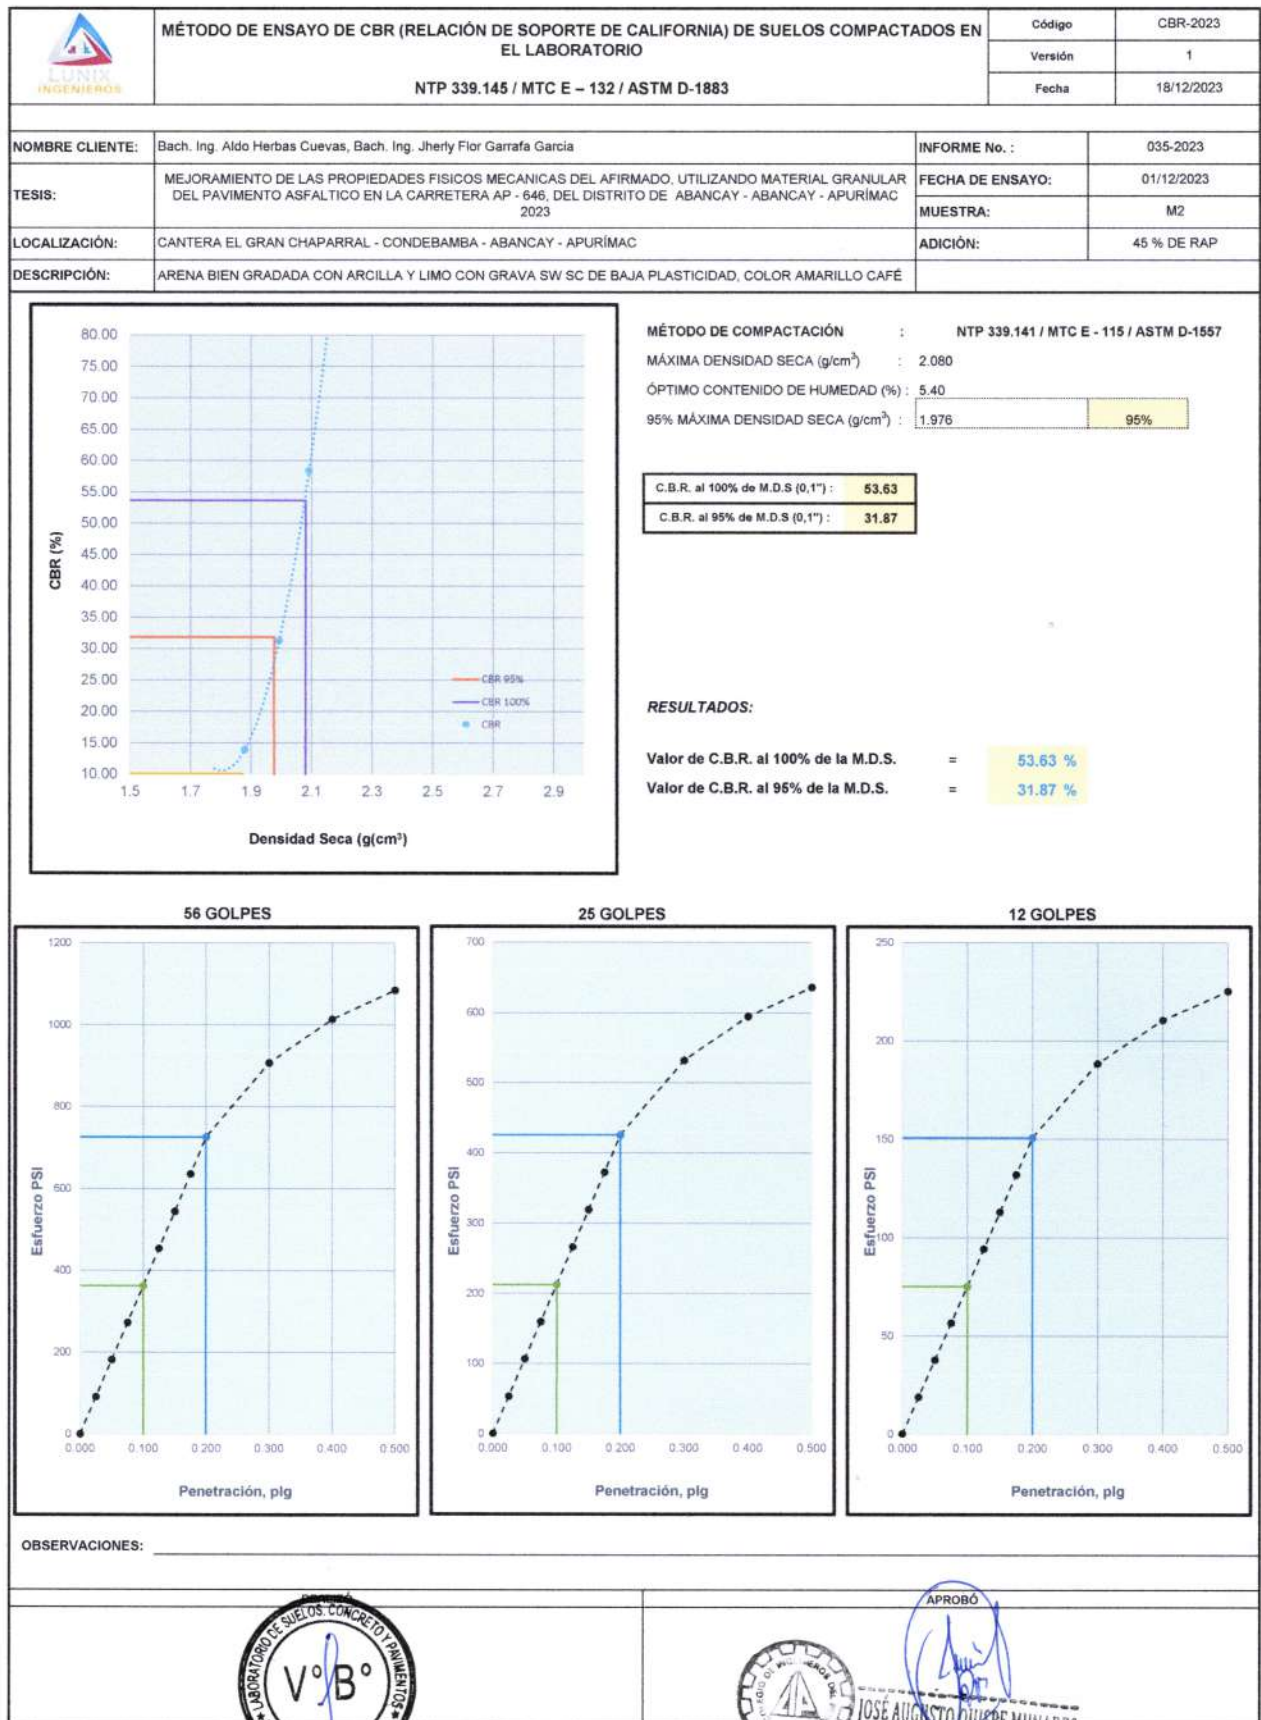 LUNIX
INGENIEROS
MÉTODO DE ENSAYO DE CBR (RELACIÓN DE SOPORTE DE CALIFORNIA) DE SUELOS COMPACTADOS EN
EL LABORATORIO
NTP 339.145 / MTC E – 132 / ASTM D-1883
Código CBR-2023
Versión 1
Fecha 18/12/2023
NOMBRE CLIENTE: Bach. Ing. Aldo Herbas Cuevas, Bach. Ing. Jherly Flor Garrafa Garcia INFORME No. : 035-2023
TESIS: MEJORAMIENTO DE LAS PROPIEDADES FISICOS MECANICAS DEL AFIRMADO, UTILIZANDO MATERIAL GRANULAR
DEL PAVIMENTO ASFALTICO EN LA CARRETERA AP - 646, DEL DISTRITO DE ABANCAY - ABANCAY - APURÍMAC
2023
FECHA DE ENSAYO: 01/12/2023
MUESTRA: M2
LOCALIZACIÓN: CANTERA EL GRAN CHAPARRAL - CONDEBAMBA - ABANCAY - APURÍMAC ADICIÓN: 45 % DE RAP
DESCRIPCIÓN: ARENA BIEN GRADADA CON ARCILLA Y LIMO CON GRAVA SW SC DE BAJA PLASTICIDAD, COLOR AMARILLO CAFÉ
80.00
75.00
70.00
65.00
60.00
55.00
50.00
45.00
40.00
35.00
30.00
25.00
20.00
15.00
10.00
CBR (%)
1.5 1.7 1.9 2.1 2.3 2.5 2.7 2.9
Densidad Seca (g(cm³)
CBR 95%
CBR 100%
CBR
MÉTODO DE COMPACTACIÓN : NTP 339.141 / MTC E - 115 / ASTM D-1557
MÁXIMA DENSIDAD SECA (g/cm³) : 2.080
ÓPTIMO CONTENIDO DE HUMEDAD (%) : 5.40
95% MÁXIMA DENSIDAD SECA (g/cm³) : 1.976 95%
C.B.R. al 100% de M.D.S (0,1") : 53.63
C.B.R. al 95% de M.D.S (0,1") : 31.87
RESULTADOS:
Valor de C.B.R. al 100% de la M.D.S. = 53.63 %
Valor de C.B.R. al 95% de la M.D.S. = 31.87 %
56 GOLPES
1200
1000
800
600
400
200
0
Esfuerzo PSI
0.000 0.100 0.200 0.300 0.400 0.500
Penetración, plg
25 GOLPES
700
600
500
400
300
200
100
0
Esfuerzo PSI
0.000 0.100 0.200 0.300 0.400 0.500
Penetración, plg
12 GOLPES
250
200
150
100
50
0
Esfuerzo PSI
0.000 0.100 0.200 0.300 0.400 0.500
Penetración, plg
OBSERVACIONES:
APROBÓ
LABORATORIO DE SUELOS. CONCRETO Y PAVIMENTOS
V° B°
JOSÉ AUGUSTO QUISPE